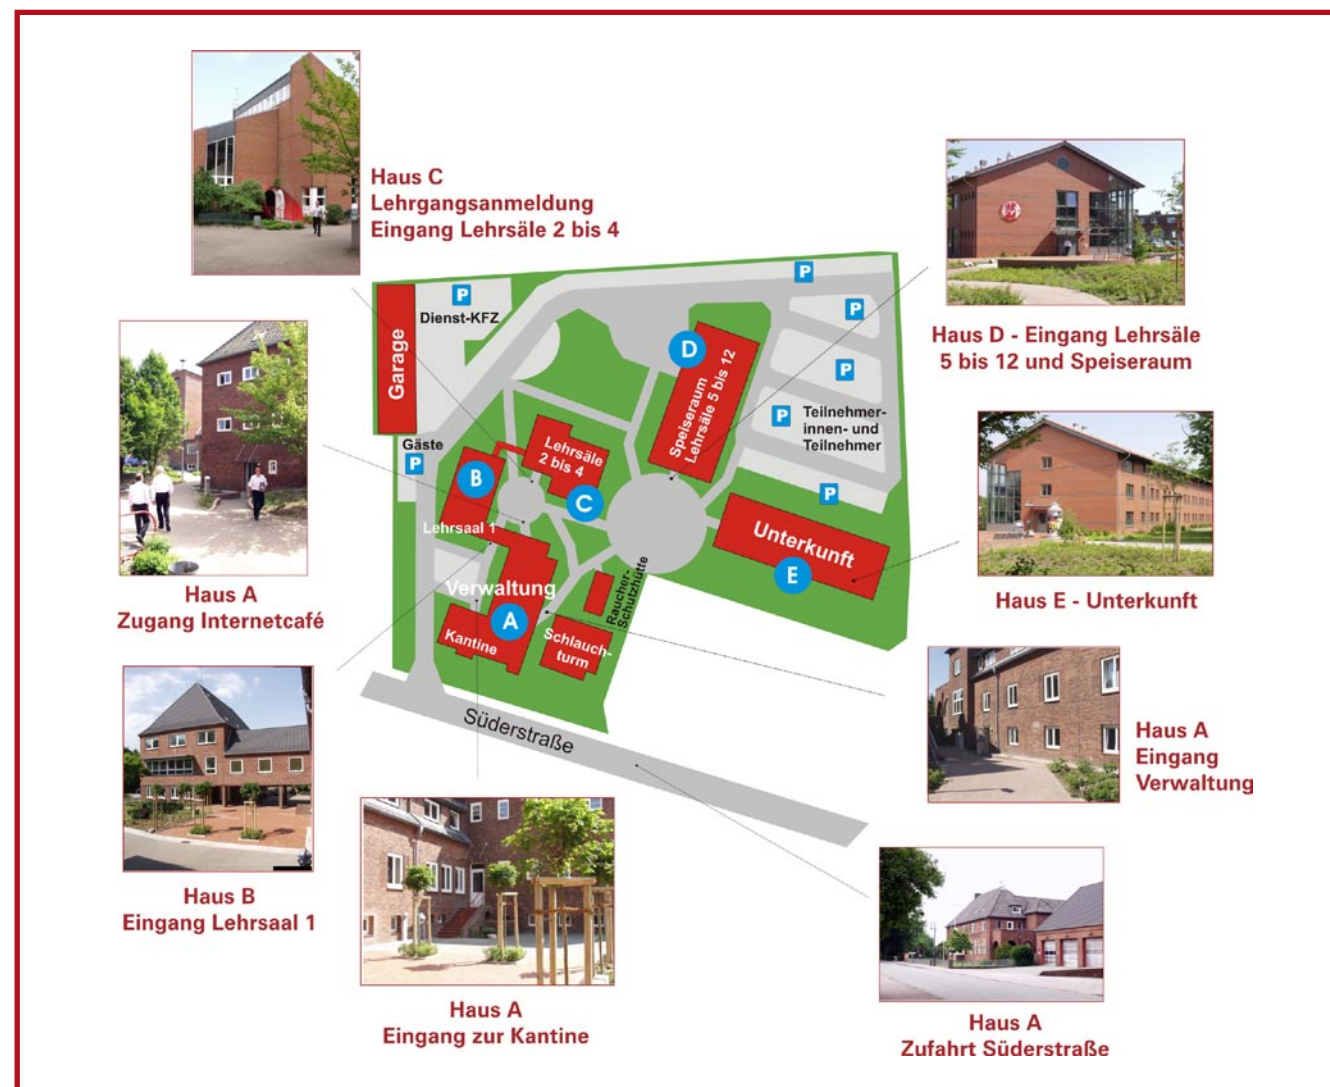 Haus C
Lehrgangsanmeldung
Eingang Lehrsäle 2 bis 4
Haus D - Eingang Lehrsäle
5 bis 12 und Speiseraum
Haus A
Zugang Internetcafé
Haus E - Unterkunft
Haus B
Eingang Lehrsaal 1
Haus A
Eingang
Verwaltung
Haus A
Eingang zur Kantine
Haus A
Zufahrt Süderstraße
P
Dienst-KFZ
Garage
Gäste
P
P
P
P
P
P
Teilnehmer-
innen- und
Teilnehmer
D
Speiseraum
Lehrsäle 5 bis 12
Lehrsäle
2 bis 4
C
B
Lehrsaal 1
Unterkunft
E
Verwaltung
A
Kantine
Raucher-
Schutzhütte
Schlauch-
turm
Süderstraße